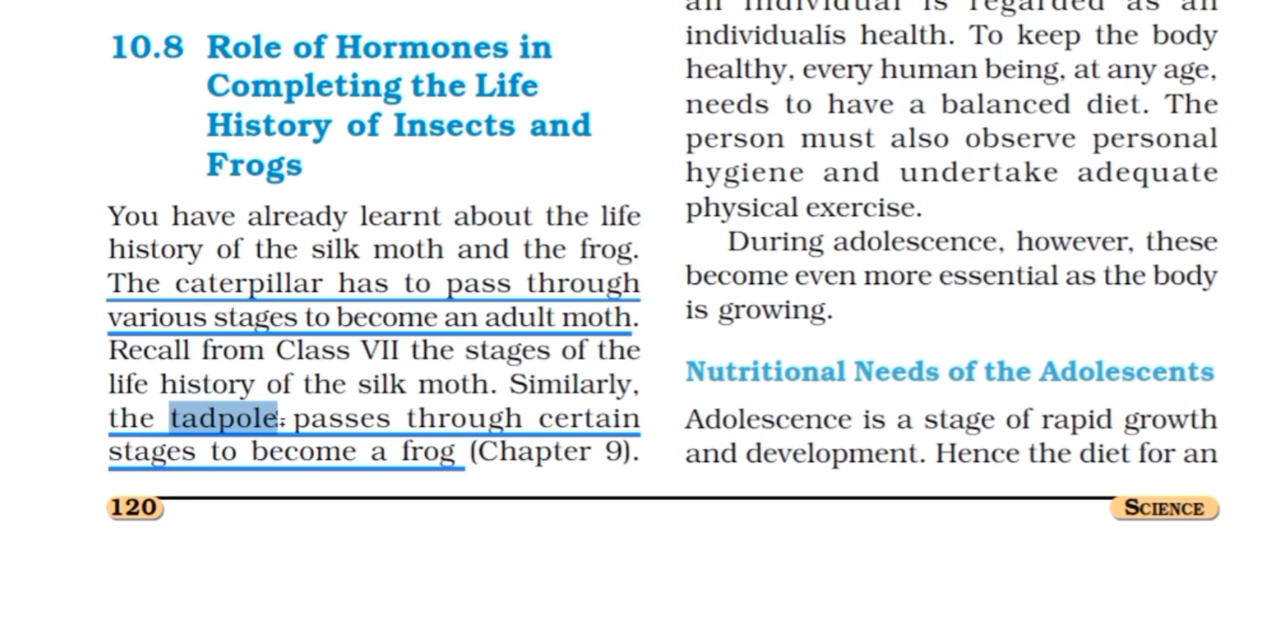 10.8 Role of Hormones in
Completing the Life
History of Insects and
Frogs
You have already learnt about the life
history of the silk moth and the frog.
The caterpillar has to pass through
various stages to become an adult moth.
Recall from Class VII the stages of the
life history of the silk moth. Similarly,
the tadpole passes through certain
stages to become a frog (Chapter 9).
an individual is regarded as an
individualís health. To keep the body
healthy, every human being, at any age,
needs to have a balanced diet. The
person must also observe personal
hygiene and undertake adequate
physical exercise.
During adolescence, however, these
become even more essential as the body
is growing.
Nutritional Needs of the Adolescents
Adolescence is a stage of rapid growth
and development. Hence the diet for an
120
SCIENCE